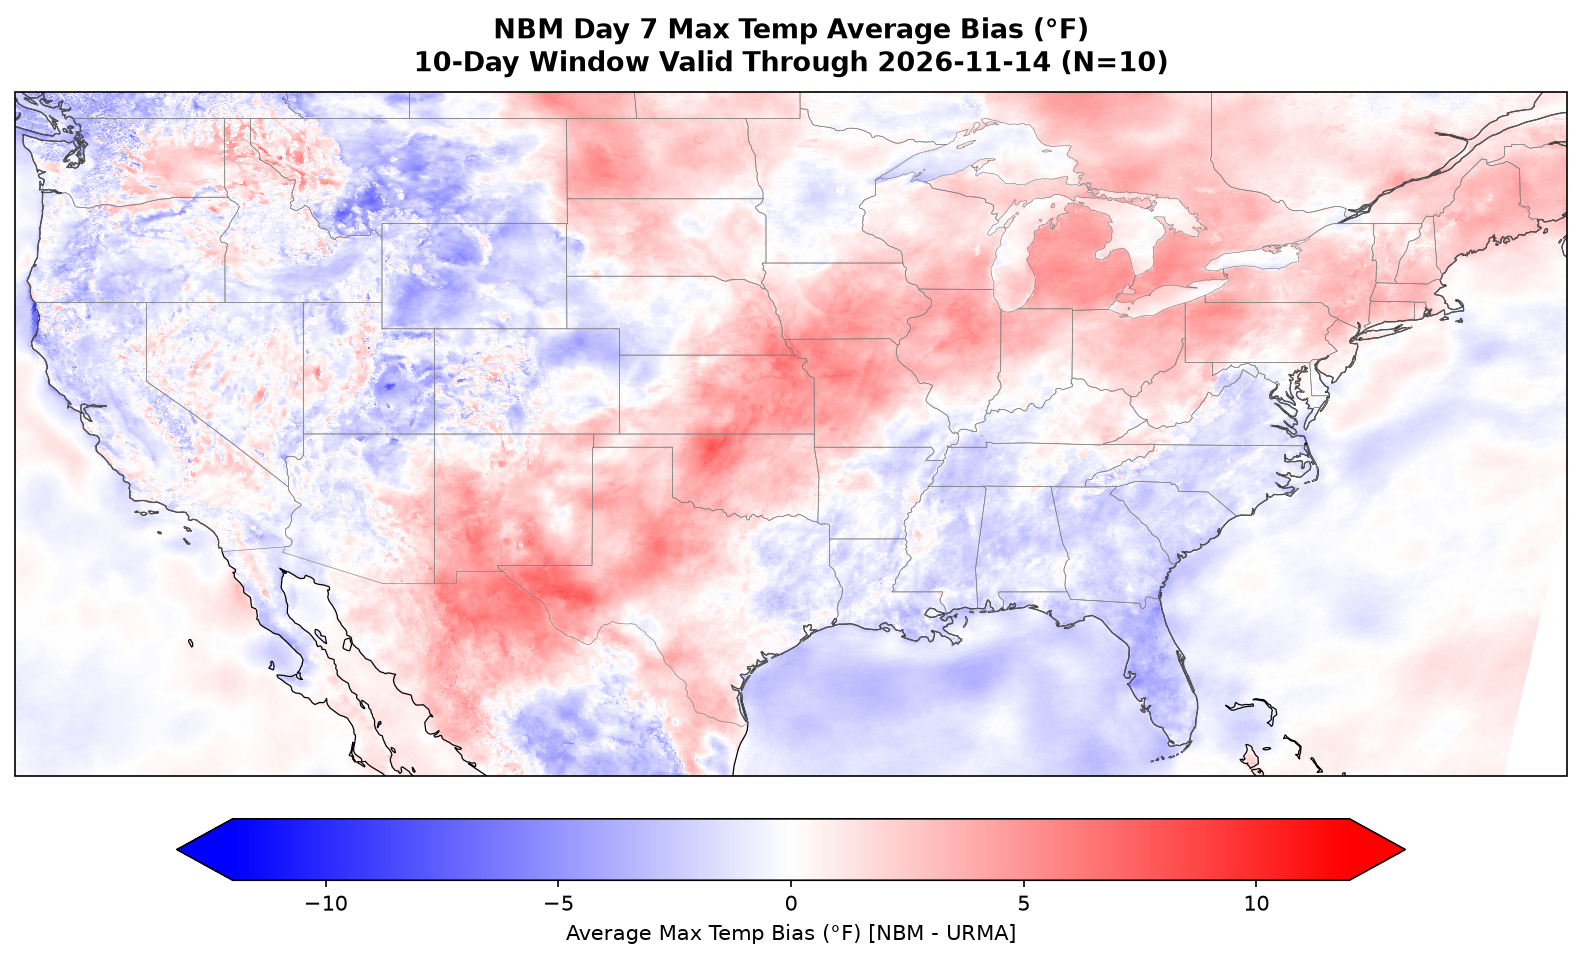 NBM Day 7 Max Temp Average Bias (°F)
10-Day Window Valid Through 2026-11-14 (N=10)
−10 −5 0 5 10
Average Max Temp Bias (°F) [NBM - URMA]